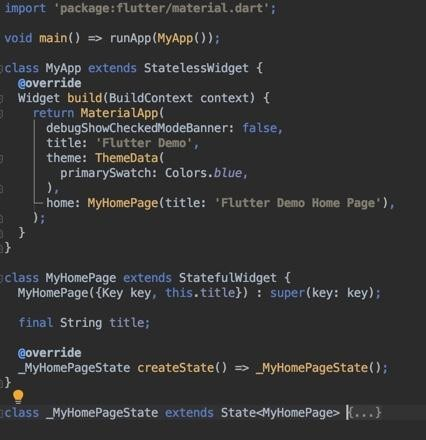 import 'package:flutter/material.dart';
void main() => runApp(MyApp());
class MyApp extends StatelessWidget {
@override
Widget build(BuildContext context) {
return MaterialApp(
debugShowCheckedModeBanner: false,
title: 'Flutter Demo',
theme: ThemeData(
primarySwatch: Colors.blue,
),
home: MyHomePage(title: 'Flutter Demo Home Page'),
);
}
}
class MyHomePage extends StatefulWidget {
MyHomePage({Key key, this.title}) : super(key: key);
final String title;
@override
_MyHomePageState createState() => _MyHomePageState();
}
class _MyHomePageState extends State<MyHomePage> {...}